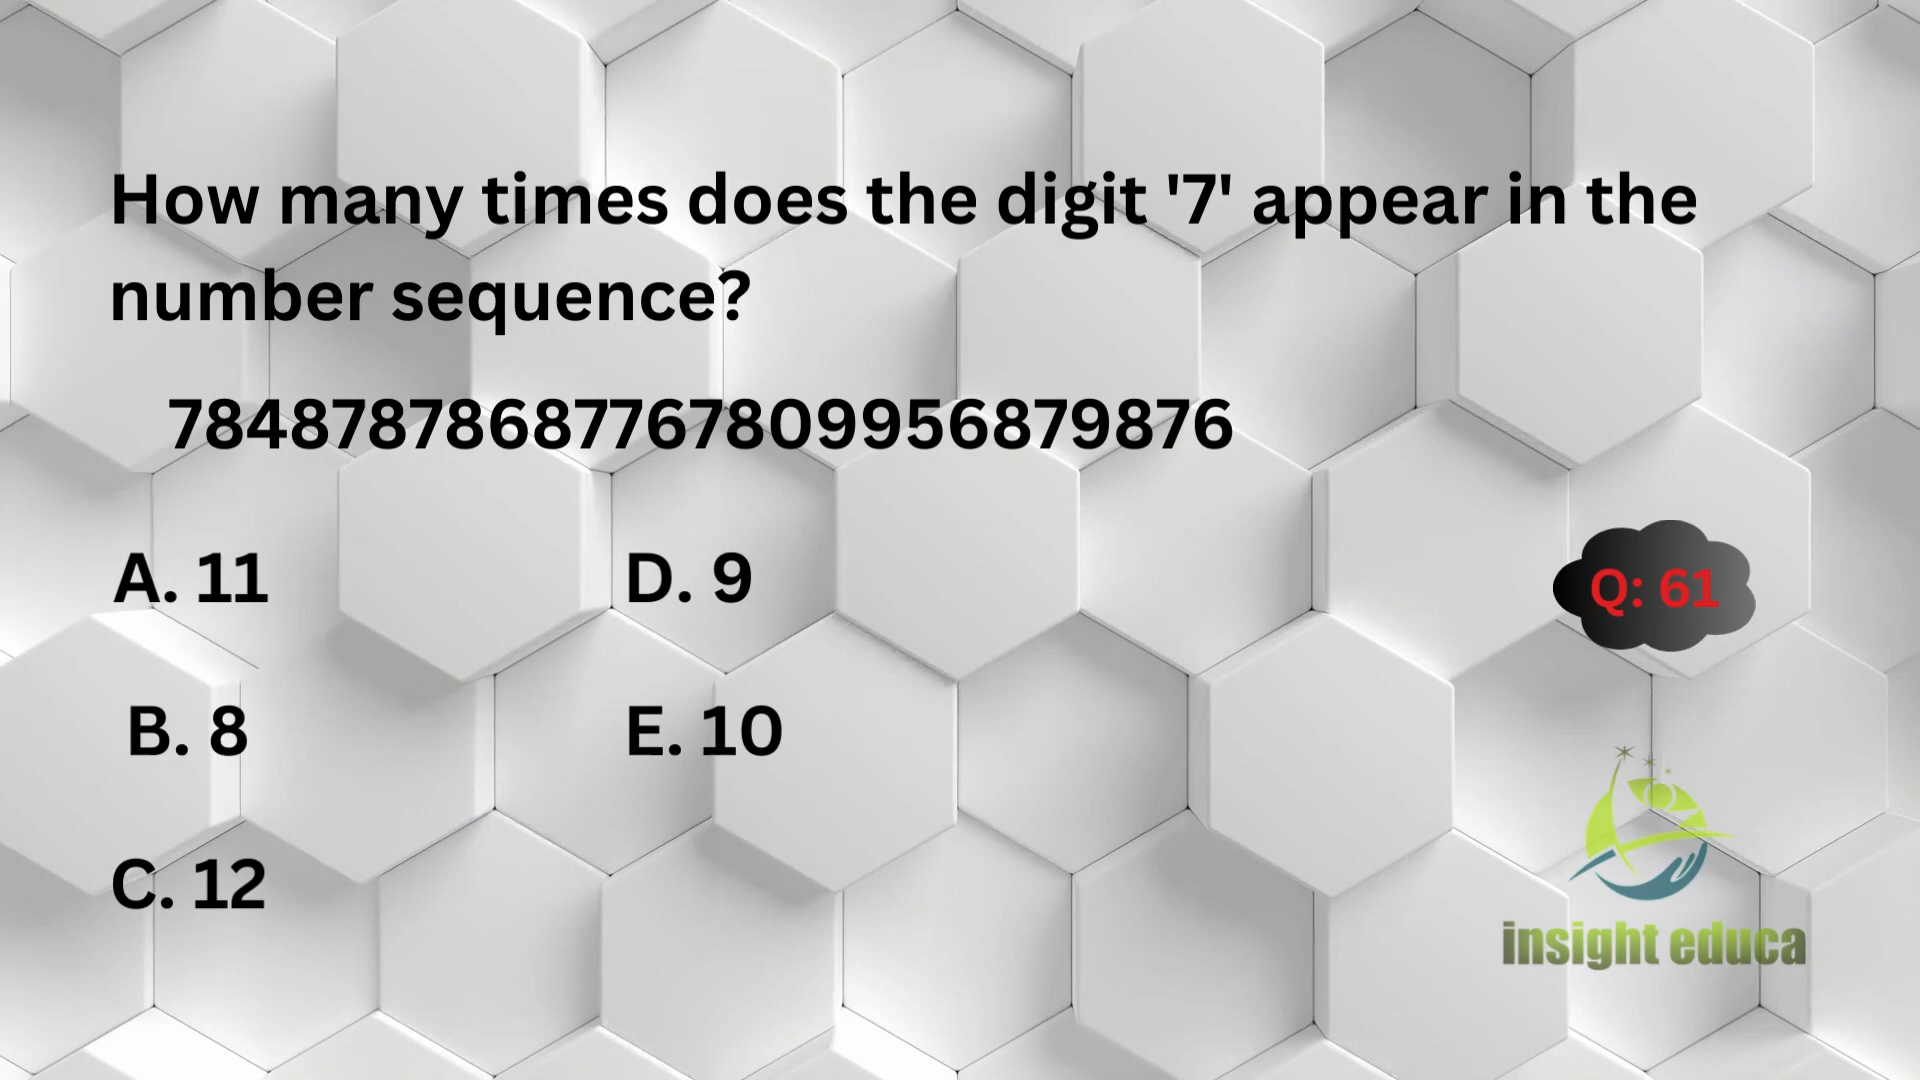 How many times does the digit '7' appear in the
number sequence?
78487878687767809956879876
A. 11
D. 9
Q: 61
B. 8
E. 10
C. 12
insight educa